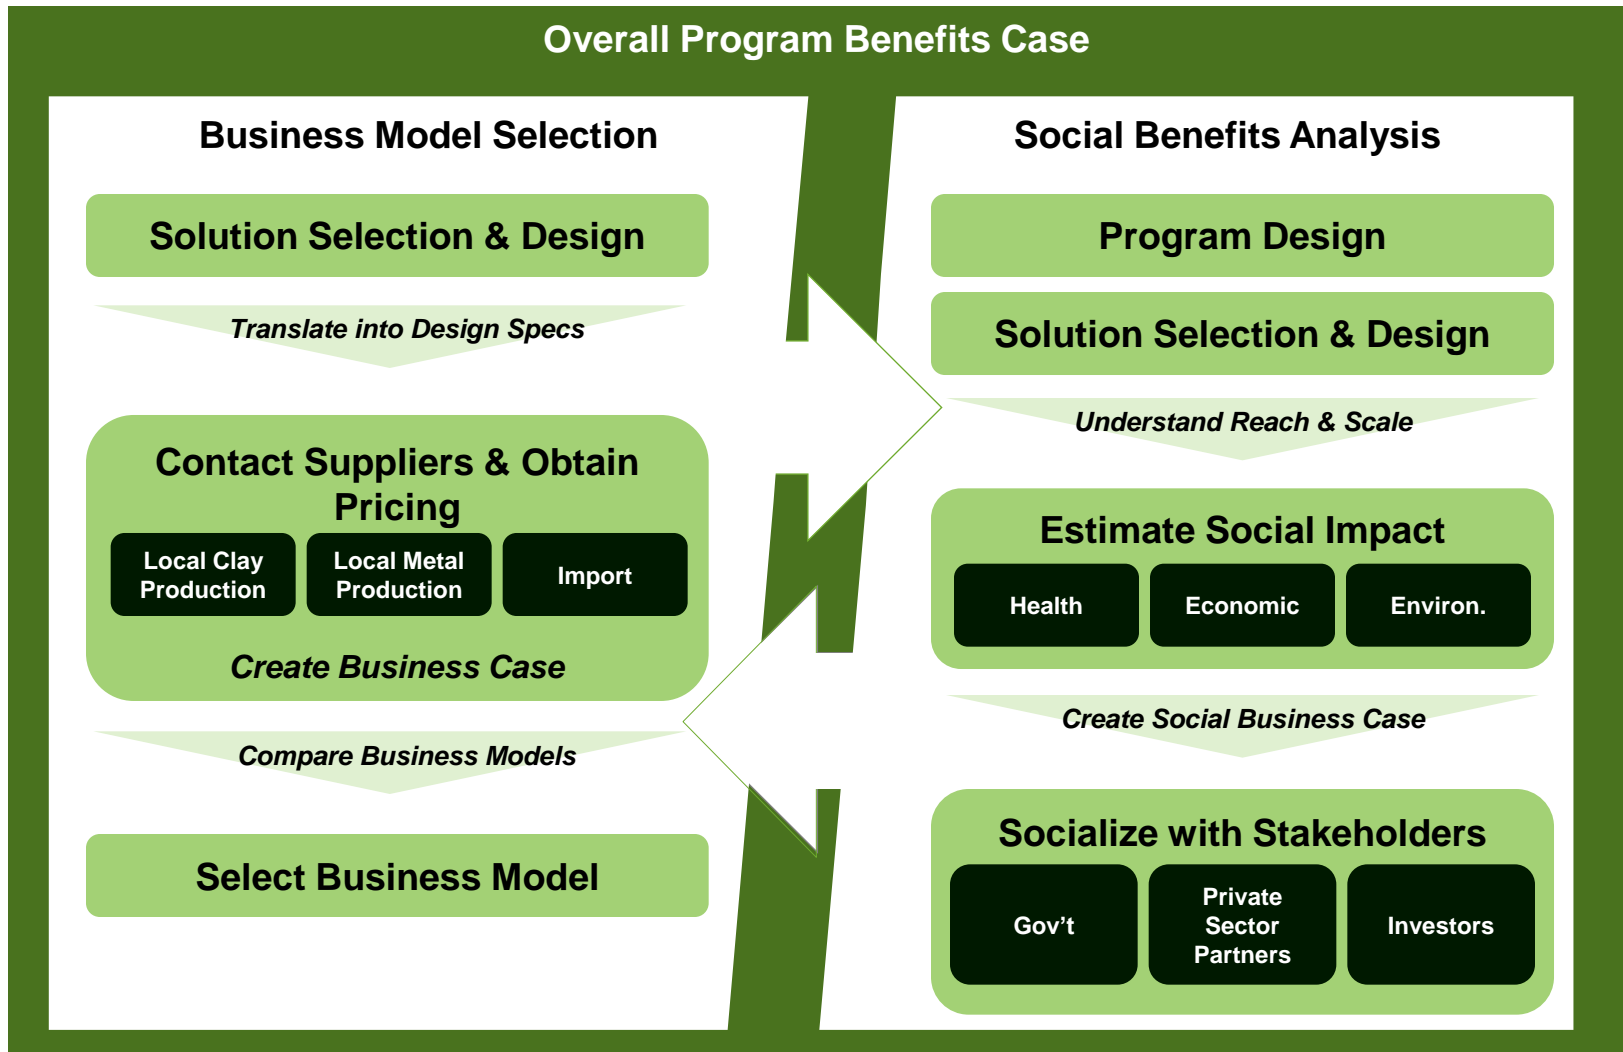 Overall Program Benefits Case
Business Model Selection
Solution Selection & Design
Translate into Design Specs
Contact Suppliers & Obtain
Pricing
Local Clay
Production
Local Metal
Production
Import
Create Business Case
Compare Business Models
Select Business Model
Social Benefits Analysis
Program Design
Solution Selection & Design
Understand Reach & Scale
Estimate Social Impact
Health
Economic
Environ.
Create Social Business Case
Socialize with Stakeholders
Gov’t
Private
Sector
Partners
Investors